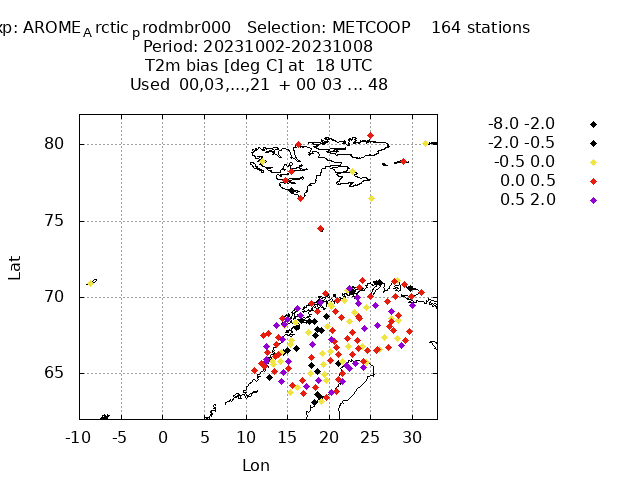 xp: AROME_Arctic_prodmbr000 Selection: METCOOP 164 stations
Period: 20231002-20231008
T2m bias [deg C] at 18 UTC
Used 00,03,...,21 + 00 03 ... 48
-8.0 -2.0
-2.0 -0.5
-0.5 0.0
0.0 0.5
0.5 2.0
80
75
70
65
Lat
-10 -5 0 5 10 15 20 25 30
Lon